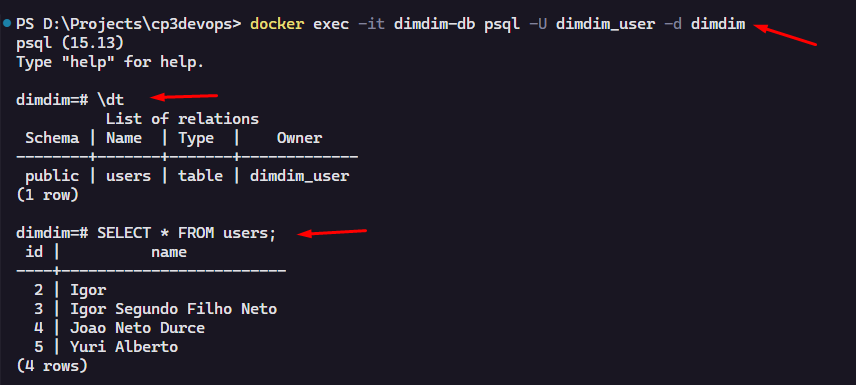 PS D:\Projects\cp3devops> docker exec -it dimdim-db psql -U dimdim_user -d dimdim
psql (15.13)
Type "help" for help.
dimdim=# \dt
List of relations
Schema | Name | Type | Owner
--------+-------+-------+-------------
public | users | table | dimdim_user
(1 row)
dimdim=# SELECT * FROM users;
id | name
----+-------------------------
2 | Igor
3 | Igor Segundo Filho Neto
4 | Joao Neto Durce
5 | Yuri Alberto
(4 rows)